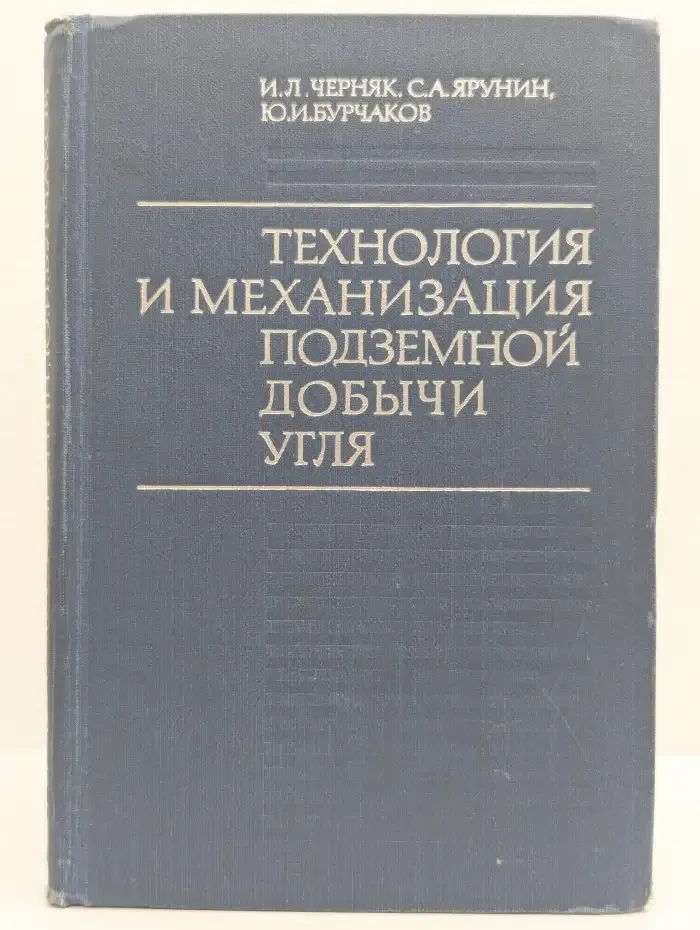 И.Л.ЧЕРНЯК, С.А.ЯРУНИН,
Ю.И.БУРЧАКОВ
ТЕХНОЛОГИЯ
И МЕХАНИЗАЦИЯ
ПОДЗЕМНОЙ
ДОБЫЧИ
УГЛЯ